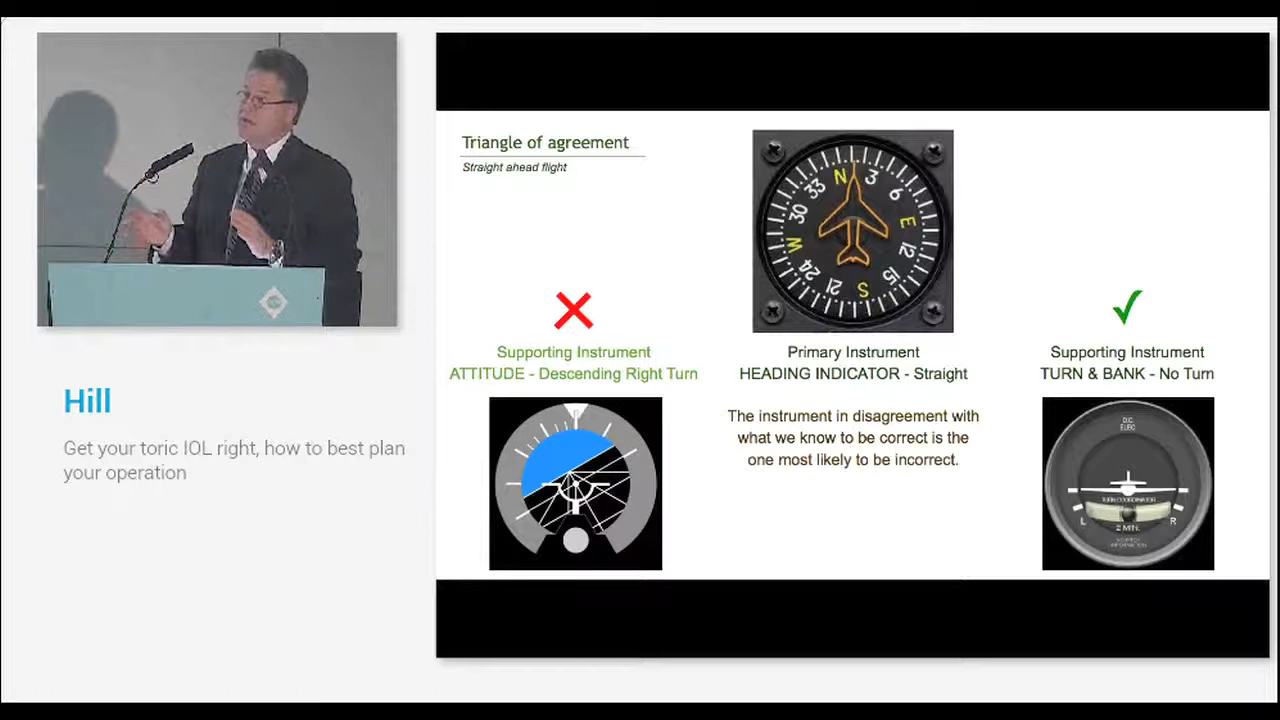 Hill
Get your toric IOL right, how to best plan
your operation
Triangle of agreement
Straight ahead flight
N 3 6 E 12 15 S 21 24 W 30 33
Supporting Instrument
ATTITUDE - Descending Right Turn
Primary Instrument
HEADING INDICATOR - Straight
The instrument in disagreement with
what we know to be correct is the
one most likely to be incorrect.
Supporting Instrument
TURN & BANK - No Turn
D.C.
ELEC
TURN COORDINATOR
L R
2 MIN.